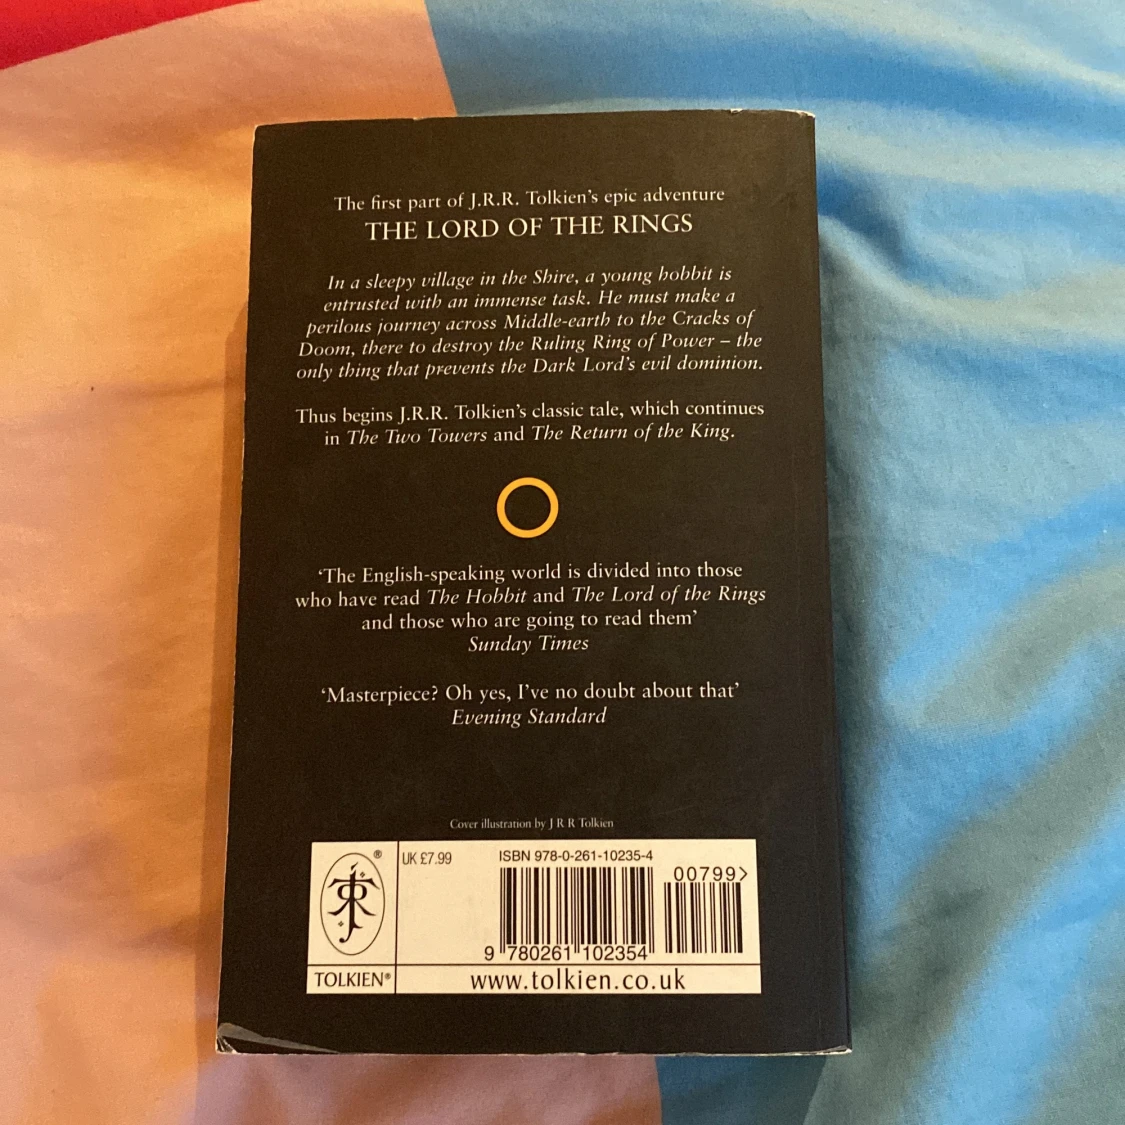 The first part of J.R.R. Tolkien's epic adventure
THE LORD OF THE RINGS
In a sleepy village in the Shire, a young hobbit is
entrusted with an immense task. He must make a
perilous journey across Middle-earth to the Cracks of
Doom, there to destroy the Ruling Ring of Power – the
only thing that prevents the Dark Lord's evil dominion.
Thus begins J.R.R. Tolkien's classic tale, which continues
in The Two Towers and The Return of the King.
'The English-speaking world is divided into those
who have read The Hobbit and The Lord of the Rings
and those who are going to read them'
Sunday Times
'Masterpiece? Oh yes, I've no doubt about that'
Evening Standard
Cover illustration by J R R Tolkien
®
UK £7.99
ISBN 978-0-261-10235-4
00799>
9 780261 102354
TOLKIEN®
www.tolkien.co.uk